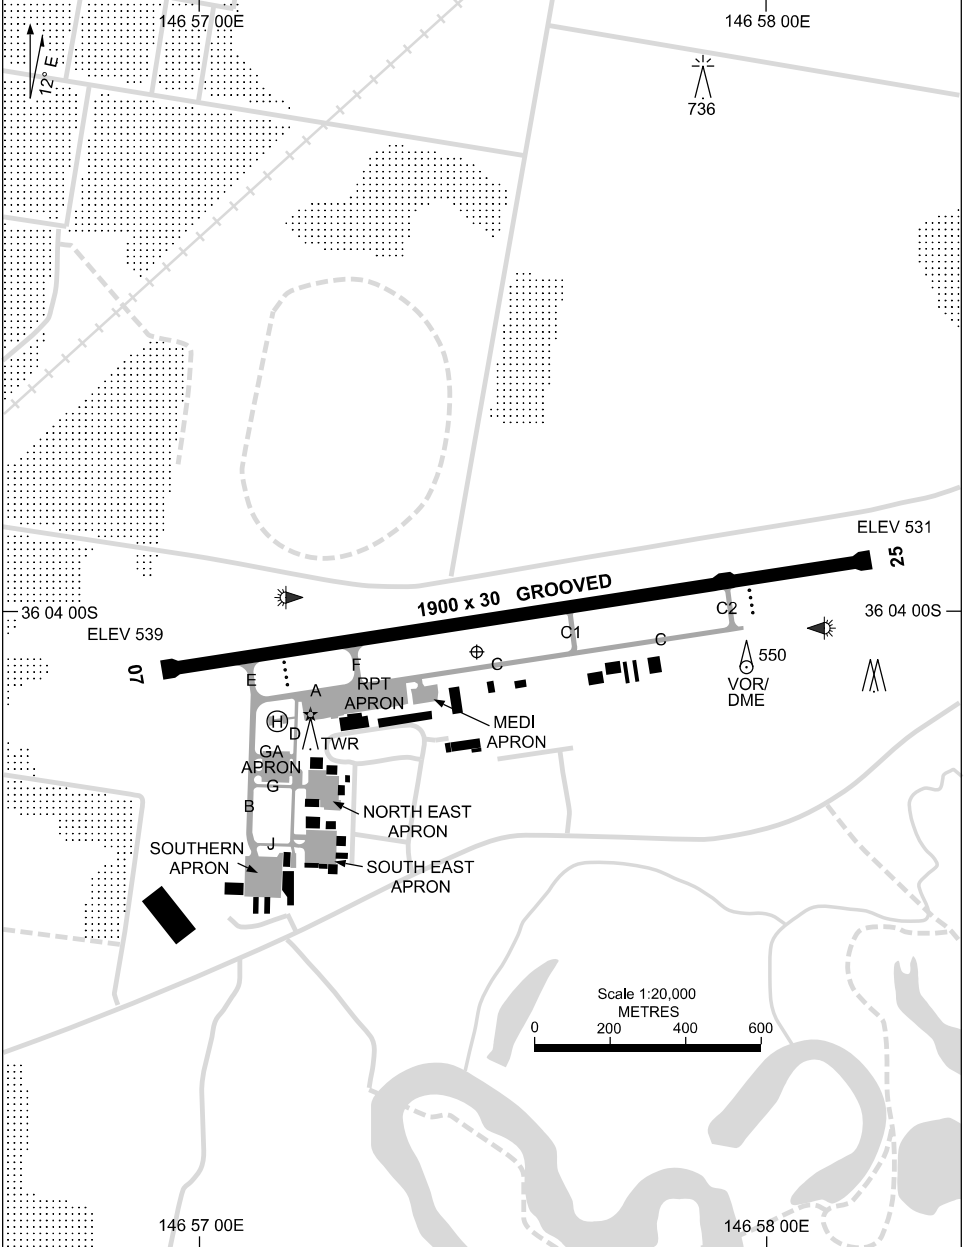 146 57 00E
146 58 00E
12° E
736
ELEV 531
25
1900 x 30 GROOVED
36 04 00S
36 04 00S
ELEV 539
07
C2
C1
C
C
F
E
A
RPT
APRON
550
VOR/
DME
H
D
TWR
MEDI
APRON
GA
APRON
G
B
NORTH EAST
APRON
J
SOUTHERN
APRON
SOUTH EAST
APRON
Scale 1:20,000
METRES
0 200 400 600
146 57 00E
146 58 00E